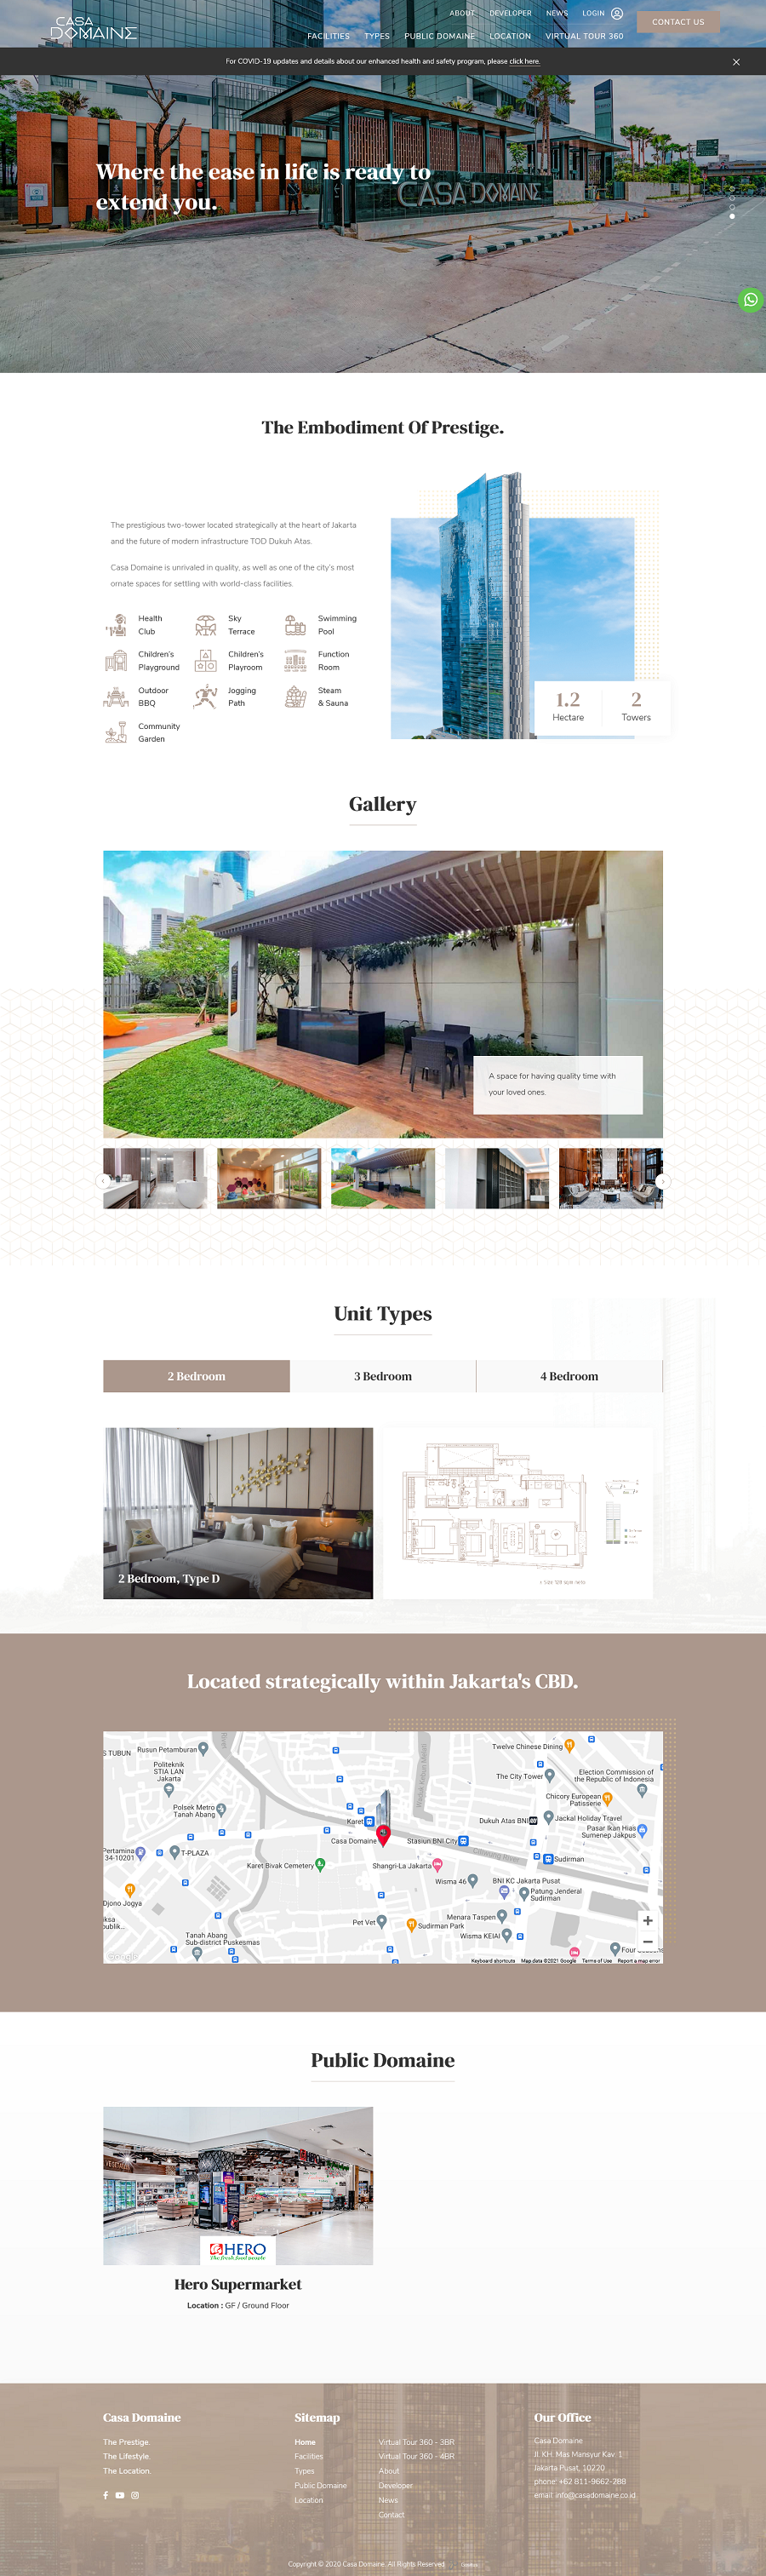 CASA
DOMAINE
ABOUT DEVELOPER NEWS LOGIN
CONTACT US
FACILITIES TYPES PUBLIC DOMAINE LOCATION VIRTUAL TOUR 360
For COVID-19 updates and details about our enhanced health and safety program, please click here.
Where the ease in life is ready to
extend you.
CASA DOMAINE
The Embodiment Of Prestige.
The prestigious two-tower located strategically at the heart of Jakarta
and the future of modern infrastructure TOD Dukuh Atas.
Casa Domaine is unrivaled in quality, as well as one of the city's most
ornate spaces for settling with world-class facilities.
Health
Club
Sky
Terrace
Swimming
Pool
Children's
Playground
Children's
Playroom
Function
Room
Outdoor
BBQ
Jogging
Path
Steam
& Sauna
Community
Garden
1.2
Hectare
2
Towers
Gallery
A space for having quality time with
your loved ones.
Unit Types
2 Bedroom
3 Bedroom
4 Bedroom
2 Bedroom, Type D
Located strategically within Jakarta's CBD.
S TUBUN
Rusun Petamburan
Politeknik
STIA LAN
Jakarta
Polsek Metro
Tanah Abang
Pertamina
34-10201
T-PLAZA
Djono Jogya
Tanah Abang
Sub-district Puskesmas
Karet Bivak Cemetery
Karet
Casa Domaine
Shangri-La Jakarta
Stasiun BNI City
Pet Vet
Sudirman Park
Wisma 46
Menara Taspen
Wisma KEIAI
BNI KC Jakarta Pusat
Patung Jenderal
Sudirman
Sudirman
Dukuh Atas BNI
Jackal Holiday Travel
Pasar Ikan Hias
Sumenep Jakpus
Chicory European
Patisserie
The City Tower
Twelve Chinese Dining
Election Commission of
the Republic of Indonesia
Google
Keyboard shortcuts Map data ©2021 Google Terms of Use Report a map error
Public Domaine
HERO
The fresh food people
Hero Supermarket
Location : GF / Ground Floor
Casa Domaine
The Prestige.
The Lifestyle.
The Location.
Sitemap
Home
Facilities
Types
Public Domaine
Location
Virtual Tour 360 - 3BR
Virtual Tour 360 - 4BR
About
Developer
News
Contact
Our Office
Casa Domaine
Jl. KH. Mas Mansyur Kav. 1
Jakarta Pusat, 10220
phone: +62 811-9662-288
email: info@casadomaine.co.id
Copyright © 2020 Casa Domaine. All Rights Reserved